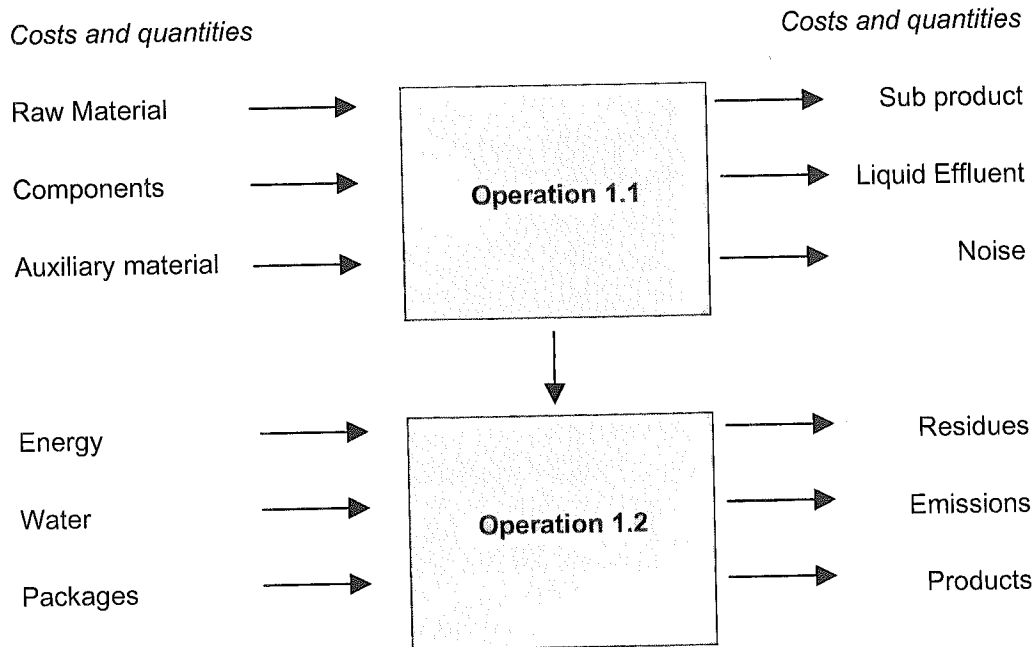 Costs and quantities
Costs and quantities
Raw Material
Sub product
Components
Operation 1.1
Liquid Effluent
Auxiliary material
Noise
Energy
Residues
Water
Operation 1.2
Emissions
Packages
Products